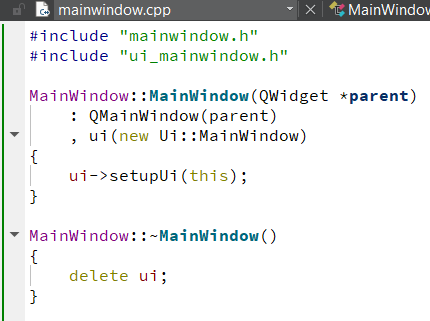 mainwindow.cpp MainWindow
#include "mainwindow.h"
#include "ui_mainwindow.h"
MainWindow::MainWindow(QWidget *parent)
    : QMainWindow(parent)
    , ui(new Ui::MainWindow)
{
    ui->setupUi(this);
}
MainWindow::~MainWindow()
{
    delete ui;
}